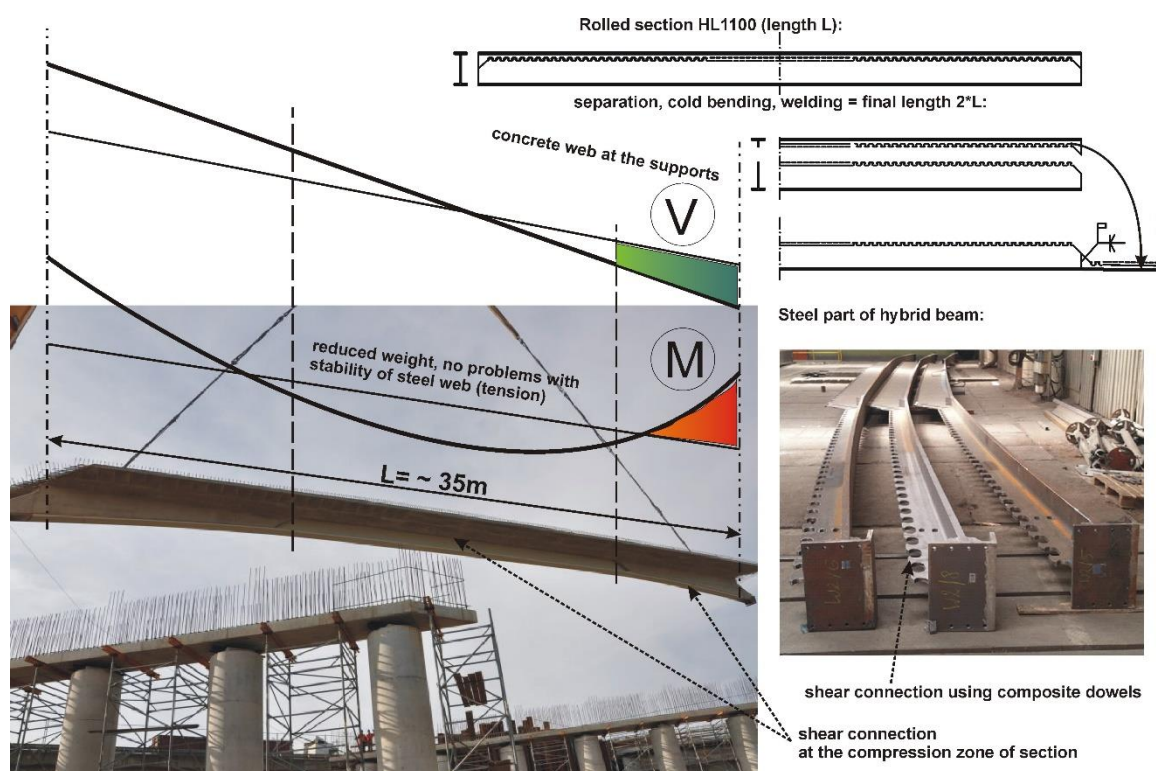 Rolled section HL1100 (length L):
separation, cold bending, welding = final length 2*L:
concrete web at the supports
V
M
reduced weight, no problems with
stability of steel web (tension)
L= ~ 35m
Steel part of hybrid beam:
shear connection using composite dowels
shear connection
at the compression zone of section